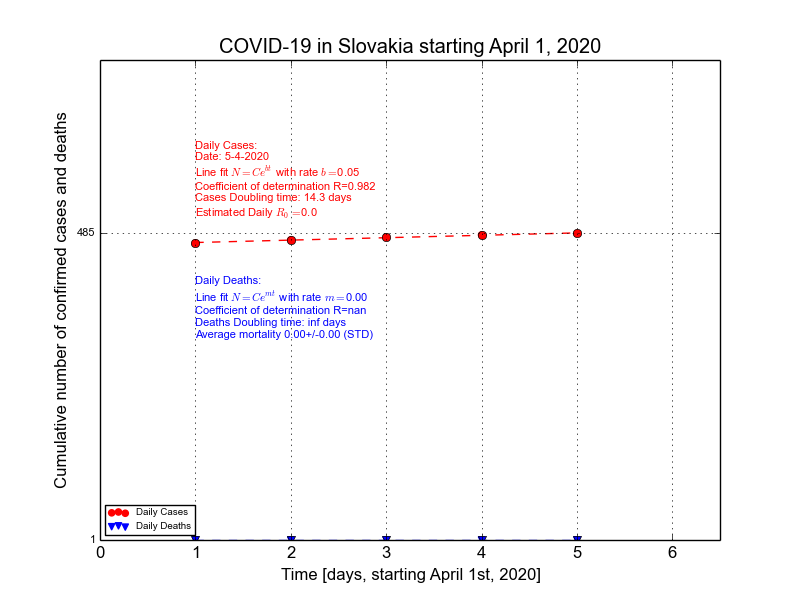 COVID-19 in Slovakia starting April 1, 2020
Cumulative number of confirmed cases and deaths
Daily Cases:
Date: 5-4-2020
Line fit N = Ce^{bt} with rate b =0.05
Coefficient of determination R=0.982
Cases Doubling time: 14.3 days
Estimated Daily R_0 =0.0
485
Daily Deaths:
Line fit N = Ce^{mt} with rate m =0.00
Coefficient of determination R=nan
Deaths Doubling time: inf days
Average mortality 0.00+/-0.00 (STD)
Daily Cases
Daily Deaths
1
0 1 2 3 4 5 6
Time [days, starting April 1st, 2020]